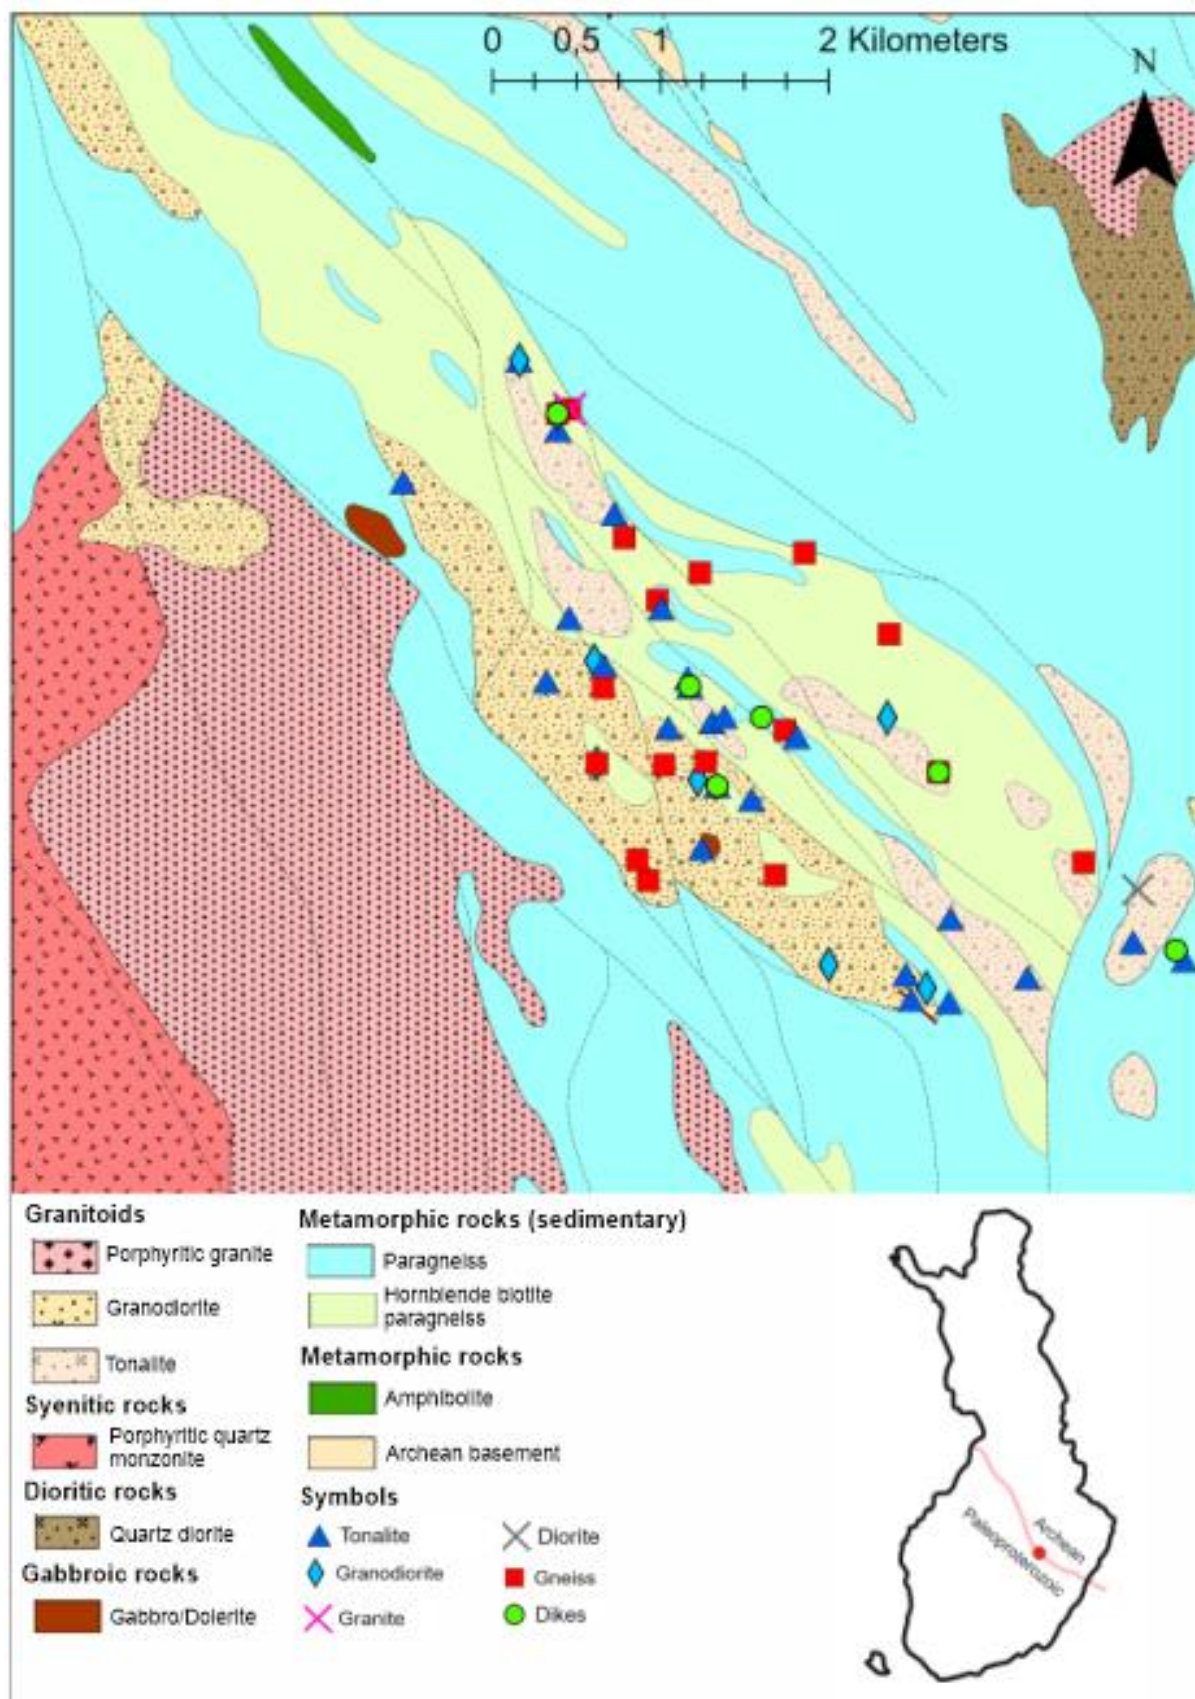 0 0,5 1 2 Kilometers
N
Granitoids
Porphyritic granite
Granodiorite
Tonalite
Syenitic rocks
Porphyritic quartz
monzonite
Dioritic rocks
Quartz diorite
Gabbroic rocks
Gabbro/Dolerite
Metamorphic rocks (sedimentary)
Paragneiss
Hornblende biotite
paragneiss
Metamorphic rocks
Amphibolite
Archean basement
Symbols
Tonalite
Granodiorite
Granite
Diorite
Gneiss
Dikes
Archean
Paleoproterozoic